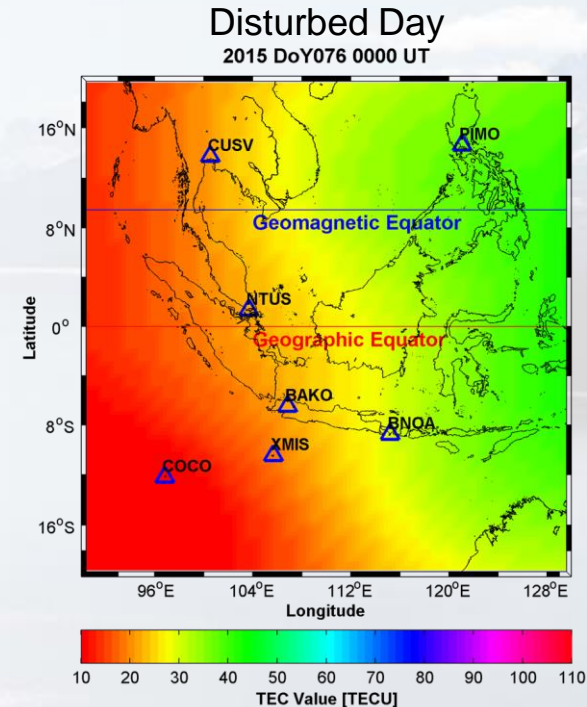 Disturbed Day
2015 DoY076 0000 UT
16°N
8°N
0°
8°S
16°S
Latitude
CUSV
PIMO
Geomagnetic Equator
NTUS
Geographic Equator
BAKO
BNOA
XMIS
COCO
96°E 104°E 112°E 120°E 128°E
Longitude
10 20 30 40 50 60 70 80 90 100 110
TEC Value [TECU]